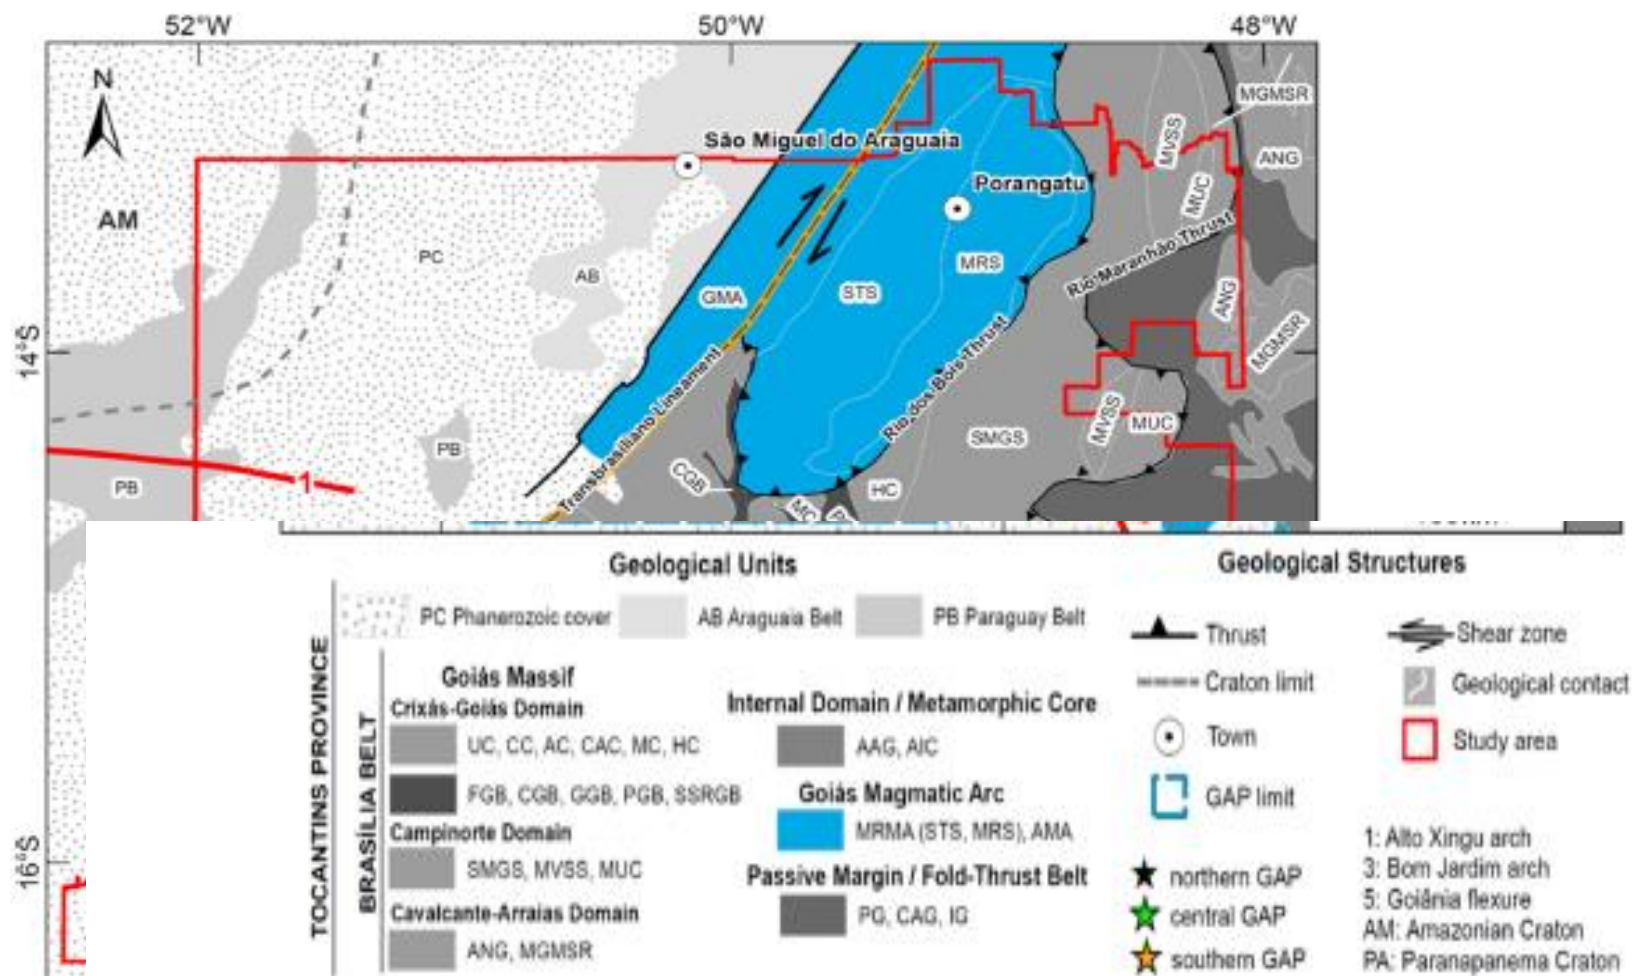 52°W 50°W 48°W
N
MGMSR
São Miguel do Araguaia
MVSS
ANG
AM
Porangatu
MUC
Rio Maranhão Thrust
PC
MRS
AB
GMA
STS
ANG
14°S
MGMSR
Transbrasiliano Lineament
Rio dos Bois Thrust
MVSS
MUC
SMGS
PB
CGB
HC
PB
1
MC
Geological Units
Geological Structures
PC Phanerozoic cover
AB Araguaia Belt
PB Paraguay Belt
Thrust
Shear zone
TOCANTINS PROVINCE
BRASÍLIA BELT
Goiás Massif
Craton limit
Geological contact
Crixás-Goiás Domain
Internal Domain / Metamorphic Core
UC, CC, AC, CAC, MC, HC
AAG, AIC
Town
Study area
FGB, CGB, GGB, PGB, SSRGB
Goiás Magmatic Arc
GAP limit
Campinorte Domain
MRMA (STS, MRS), AMA
1: Alto Xingu arch
16°S
SMGS, MVSS, MUC
Passive Margin / Fold-Thrust Belt
northern GAP
3: Bom Jardim arch
Cavalcante-Arraias Domain
PG, CAG, IG
central GAP
5: Goiânia flexure
AM: Amazonian Craton
ANG, MGMSR
southern GAP
PA: Paranapanema Craton